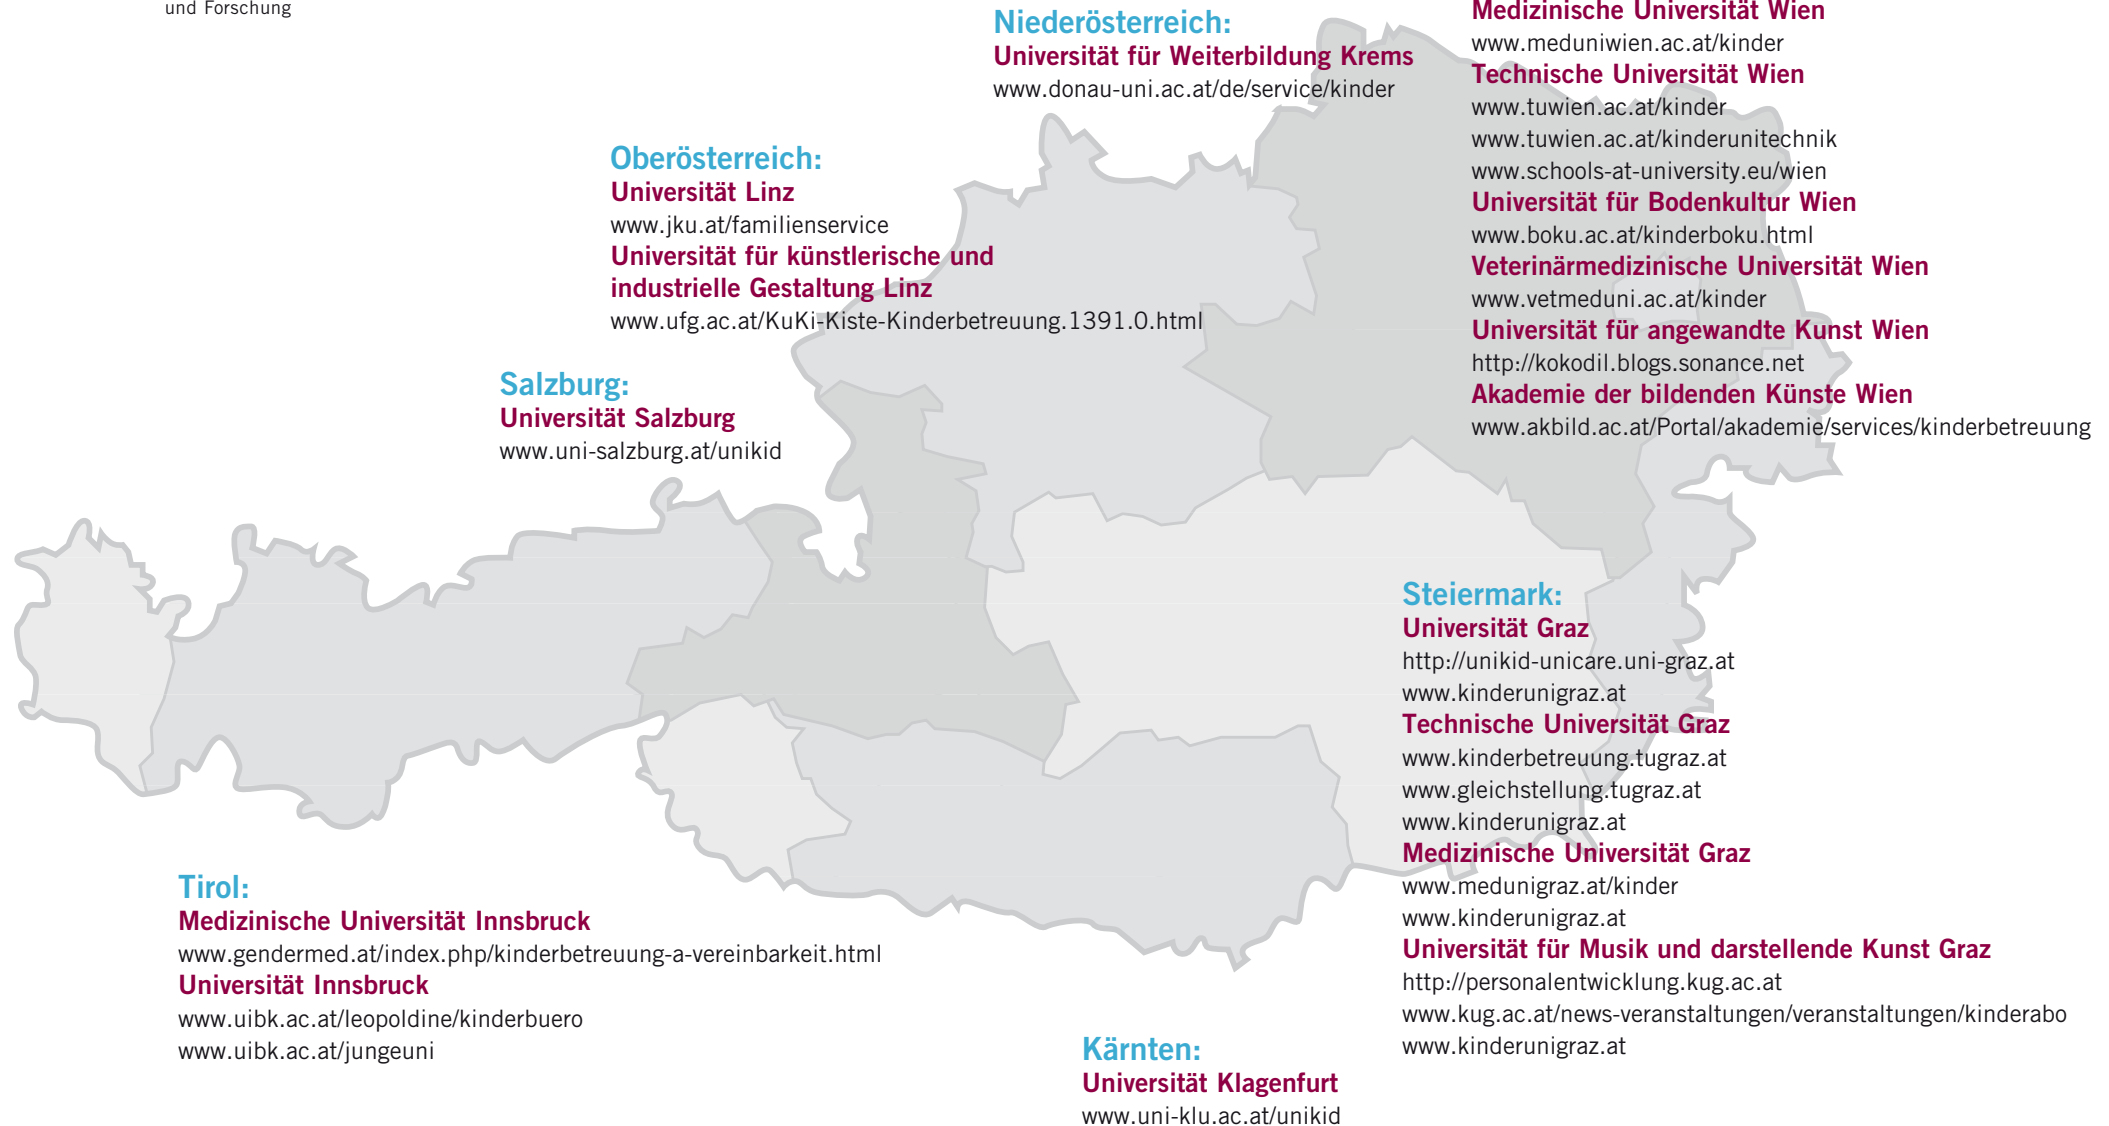 und Forschung
Niederösterreich:
Universität für Weiterbildung Krems
www.donau-uni.ac.at/de/service/kinder
Medizinische Universität Wien
www.meduniwien.ac.at/kinder
Technische Universität Wien
www.tuwien.ac.at/kinder
www.tuwien.ac.at/kinderunitechnik
www.schools-at-university.eu/wien
Universität für Bodenkultur Wien
www.boku.ac.at/kinderboku.html
Veterinärmedizinische Universität Wien
www.vetmeduni.ac.at/kinder
Universität für angewandte Kunst Wien
http://kokodil.blogs.sonance.net
Akademie der bildenden Künste Wien
www.akbild.ac.at/Portal/akademie/services/kinderbetreuung
Oberösterreich:
Universität Linz
www.jku.at/familienservice
Universität für künstlerische und
industrielle Gestaltung Linz
www.ufg.ac.at/KuKi-Kiste-Kinderbetreuung.1391.0.html
Salzburg:
Universität Salzburg
www.uni-salzburg.at/unikid
Steiermark:
Universität Graz
http://unikid-unicare.uni-graz.at
www.kinderunigraz.at
Technische Universität Graz
www.kinderbetreuung.tugraz.at
www.gleichstellung.tugraz.at
www.kinderunigraz.at
Medizinische Universität Graz
www.medunigraz.at/kinder
www.kinderunigraz.at
Universität für Musik und darstellende Kunst Graz
http://personalentwicklung.kug.ac.at
www.kug.ac.at/news-veranstaltungen/veranstaltungen/kinderabo
www.kinderunigraz.at
Tirol:
Medizinische Universität Innsbruck
www.gendermed.at/index.php/kinderbetreuung-a-vereinbarkeit.html
Universität Innsbruck
www.uibk.ac.at/leopoldine/kinderbuero
www.uibk.ac.at/jungeuni
Kärnten:
Universität Klagenfurt
www.uni-klu.ac.at/unikid